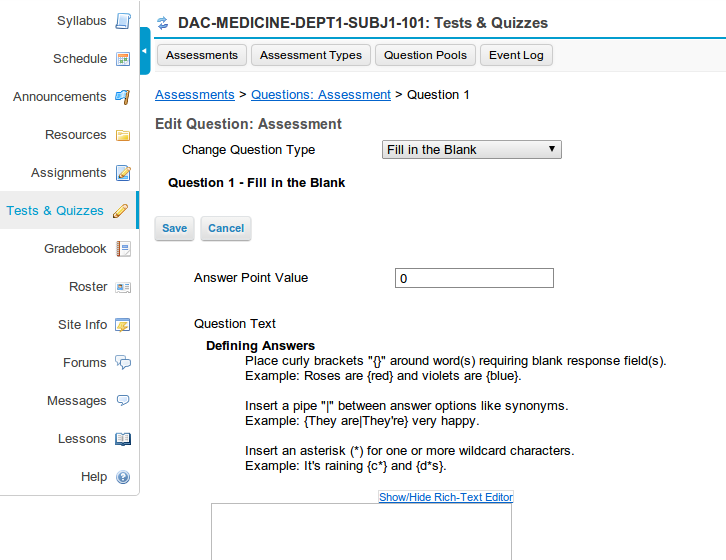 Syllabus
Schedule
Announcements
Resources
Assignments
Tests & Quizzes
Gradebook
Roster
Site Info
Forums
Messages
Lessons
Help
DAC-MEDICINE-DEPT1-SUBJ1-101: Tests & Quizzes
Assessments Assessment Types Question Pools Event Log
Assessments > Questions: Assessment > Question 1
Edit Question: Assessment
Change Question Type Fill in the Blank
Question 1 - Fill in the Blank
Save Cancel
Answer Point Value 0
Question Text
Defining Answers
Place curly brackets "{}" around word(s) requiring blank response field(s).
Example: Roses are {red} and violets are {blue}.
Insert a pipe "|" between answer options like synonyms.
Example: {They are|They're} very happy.
Insert an asterisk (*) for one or more wildcard characters.
Example: It's raining {c*} and {d*s}.
Show/Hide Rich-Text Editor